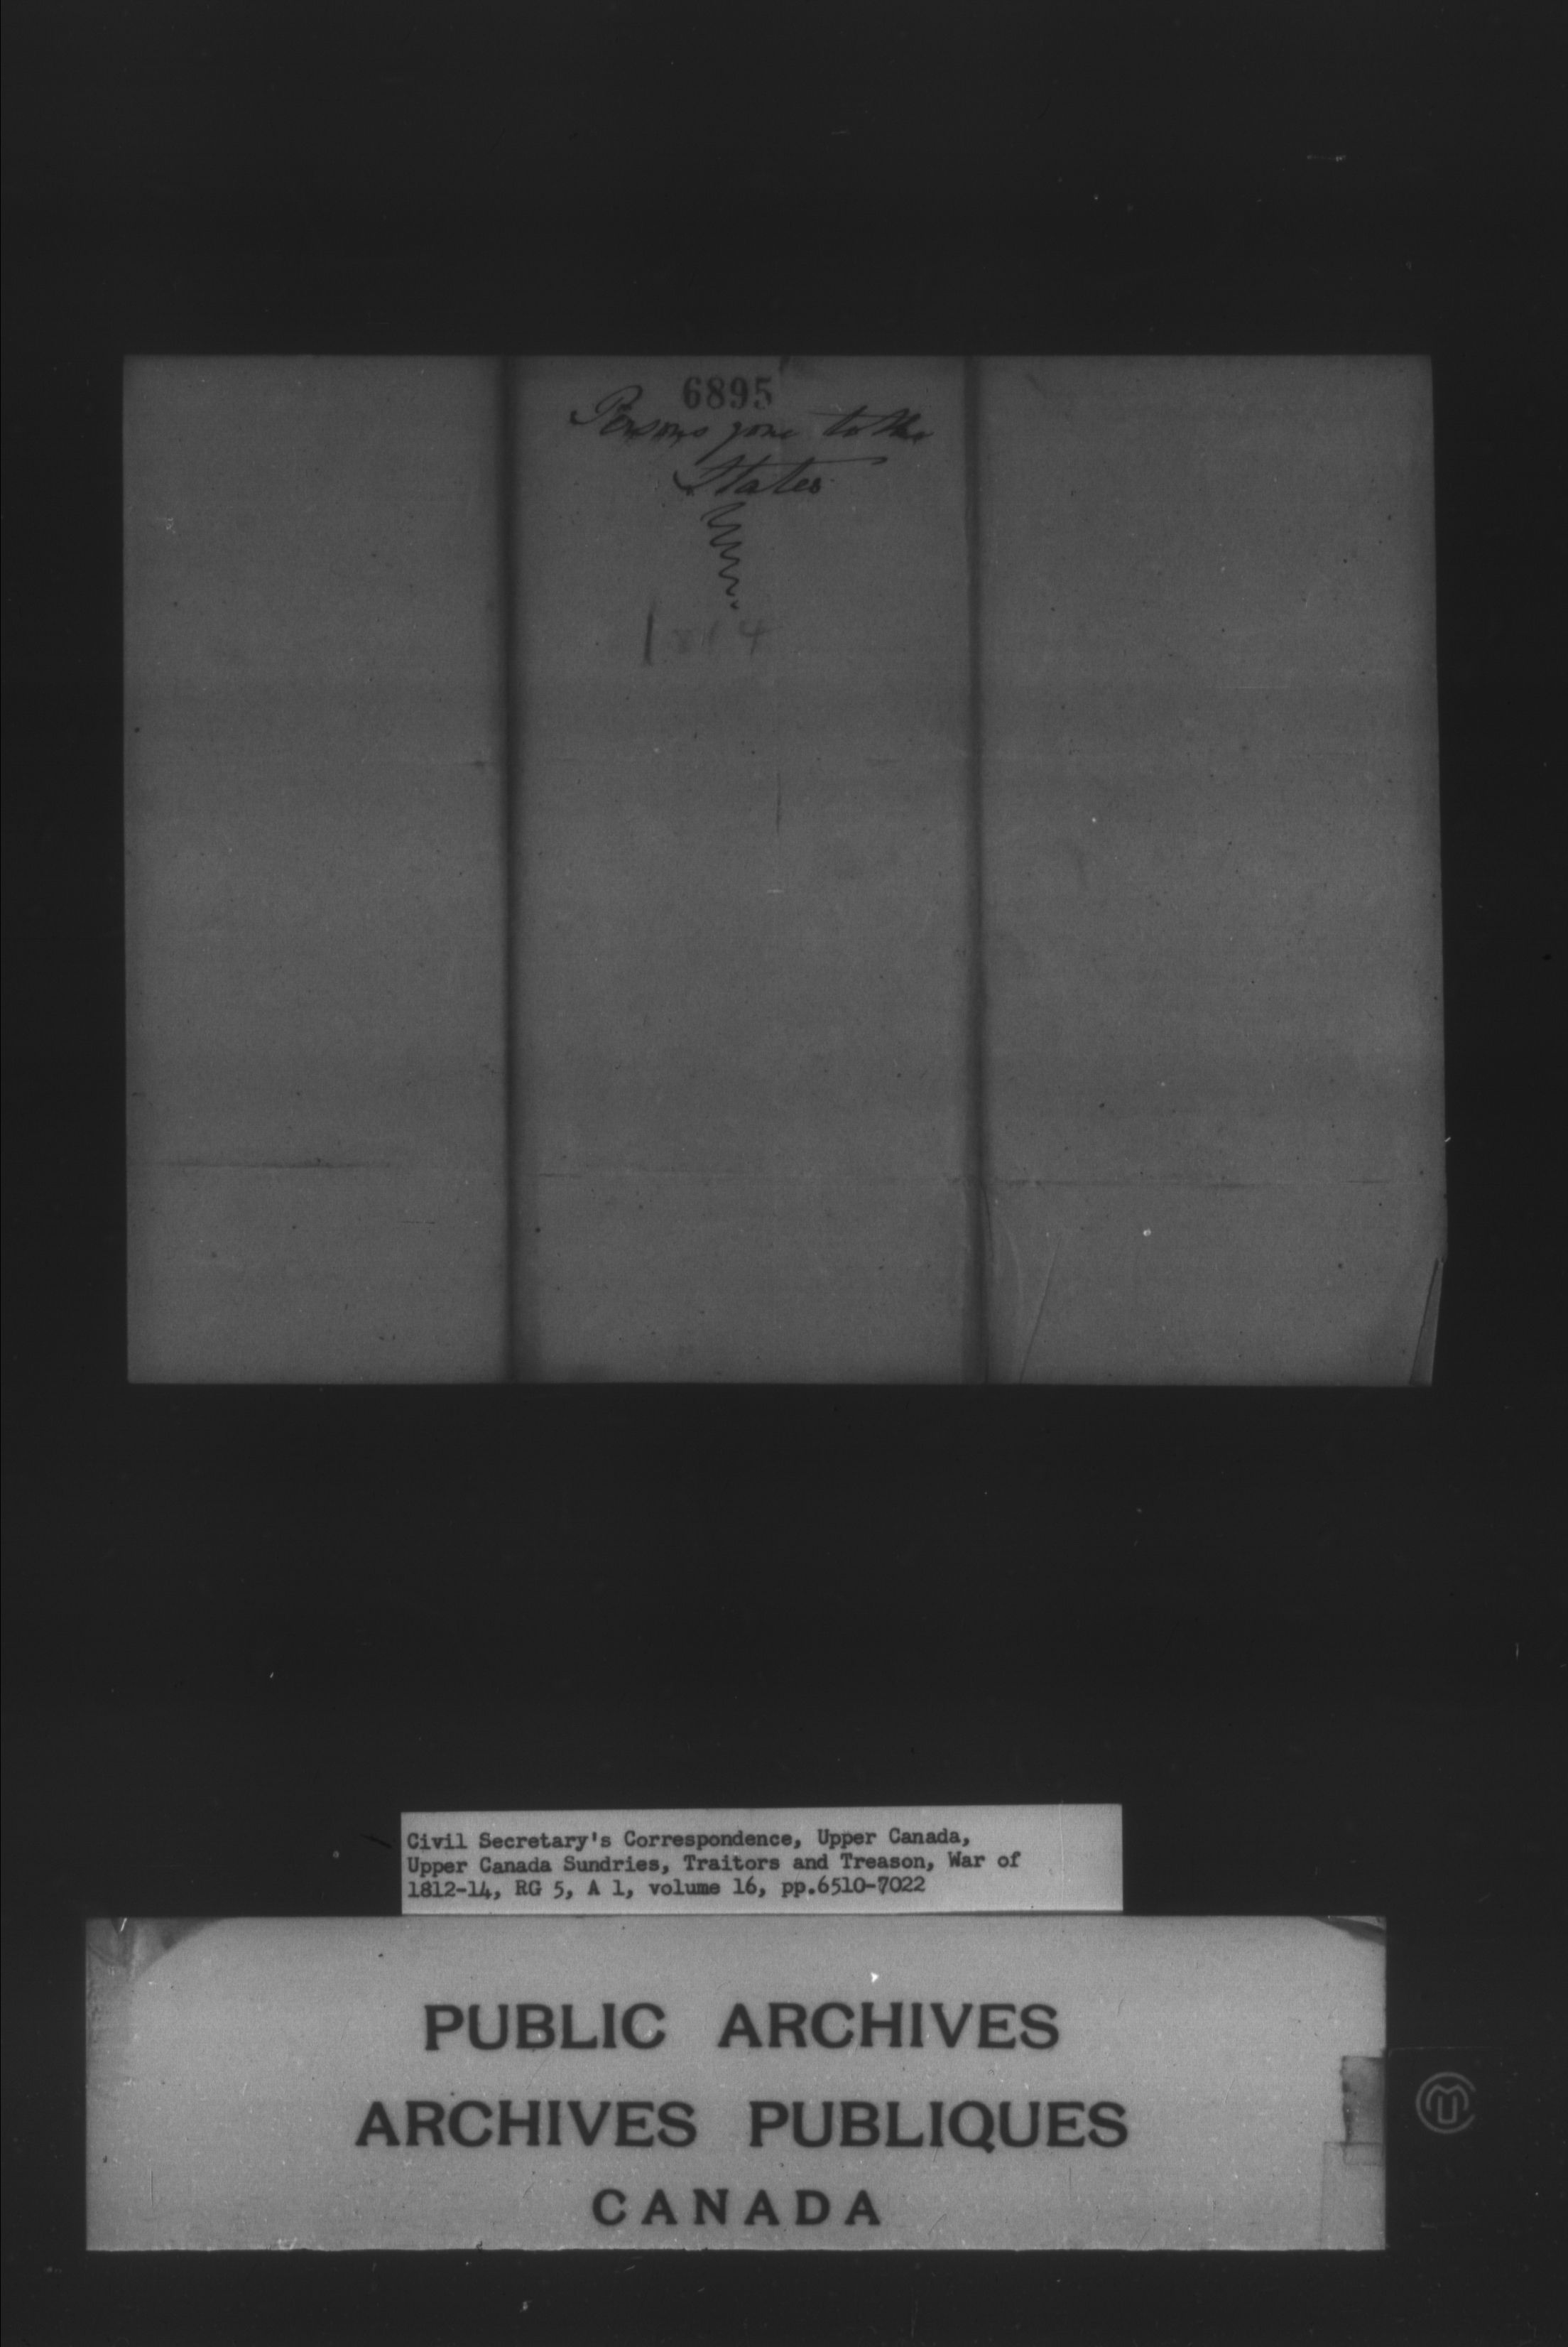 6895
Persons gone to the
States
1814
Civil Secretary's Correspondence, Upper Canada,
Upper Canada Sundries, Traitors and Treason, War of
1812-14, RG 5, A 1, volume 16, pp.6510-7022
PUBLIC ARCHIVES
ARCHIVES PUBLIQUES
CANADA